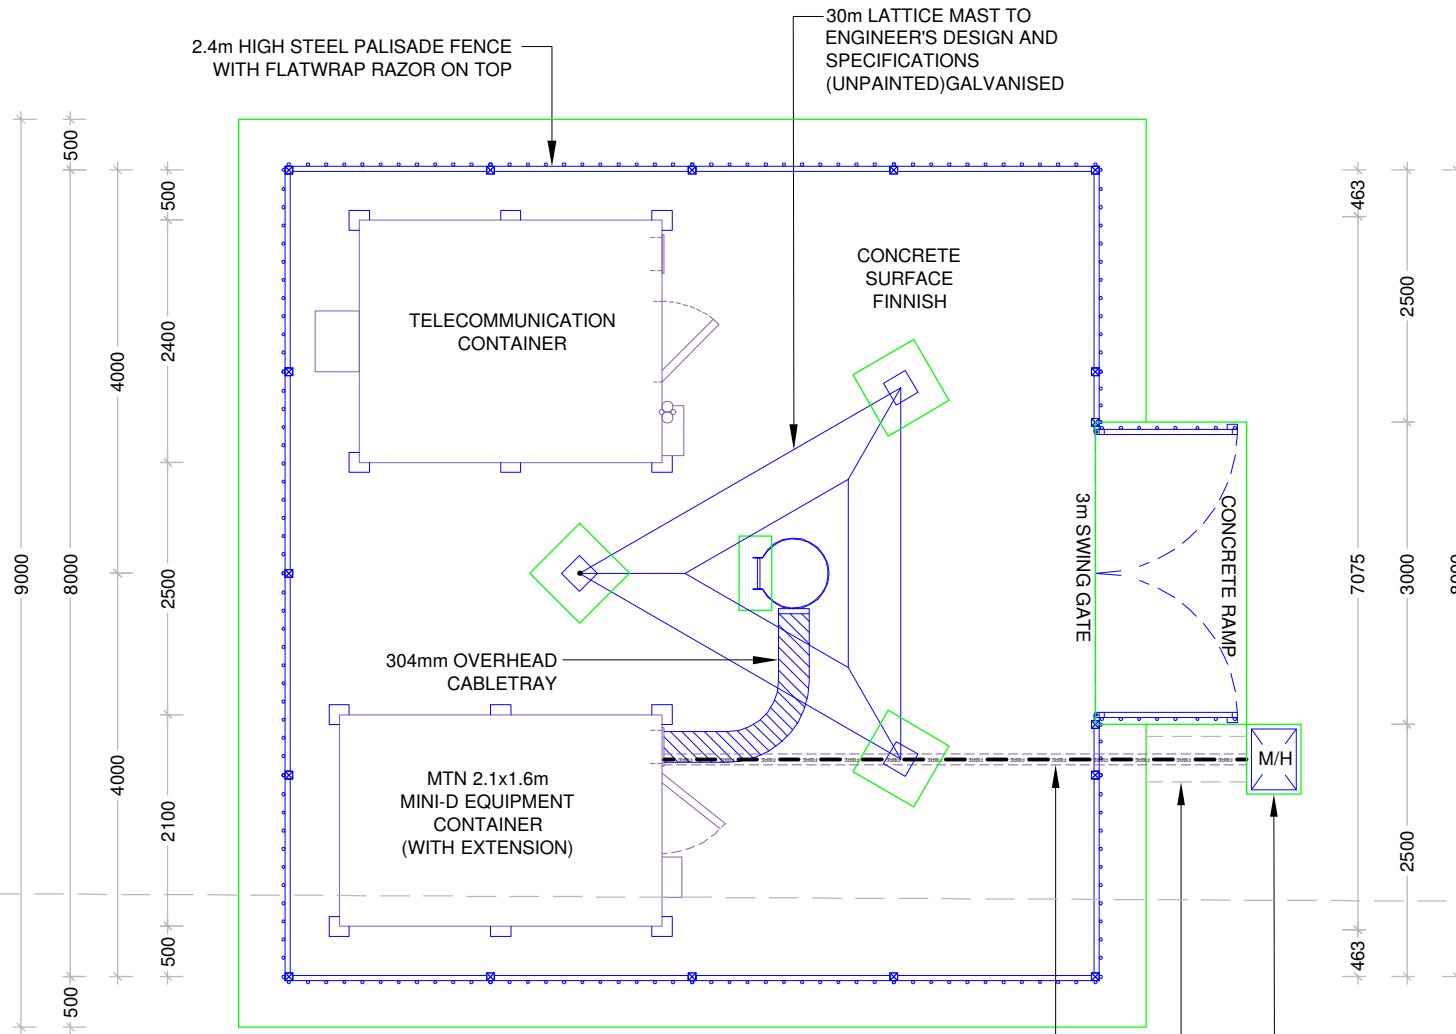 30m LATTICE MAST TO
ENGINEER'S DESIGN AND
SPECIFICATIONS
(UNPAINTED)GALVANISED
2.4m HIGH STEEL PALISADE FENCE
WITH FLATWRAP RAZOR ON TOP
CONCRETE
SURFACE
FINNISH
TELECOMMUNICATION
CONTAINER
3m SWING GATE
CONCRETE RAMP
304mm OVERHEAD
CABLETRAY
MTN 2.1x1.6m
MINI-D EQUIPMENT
CONTAINER
(WITH EXTENSION)
M/H
9000
500
8000
500
4000
4000
500
2400
2500
2100
500
463
7075
463
2500
3000
2500